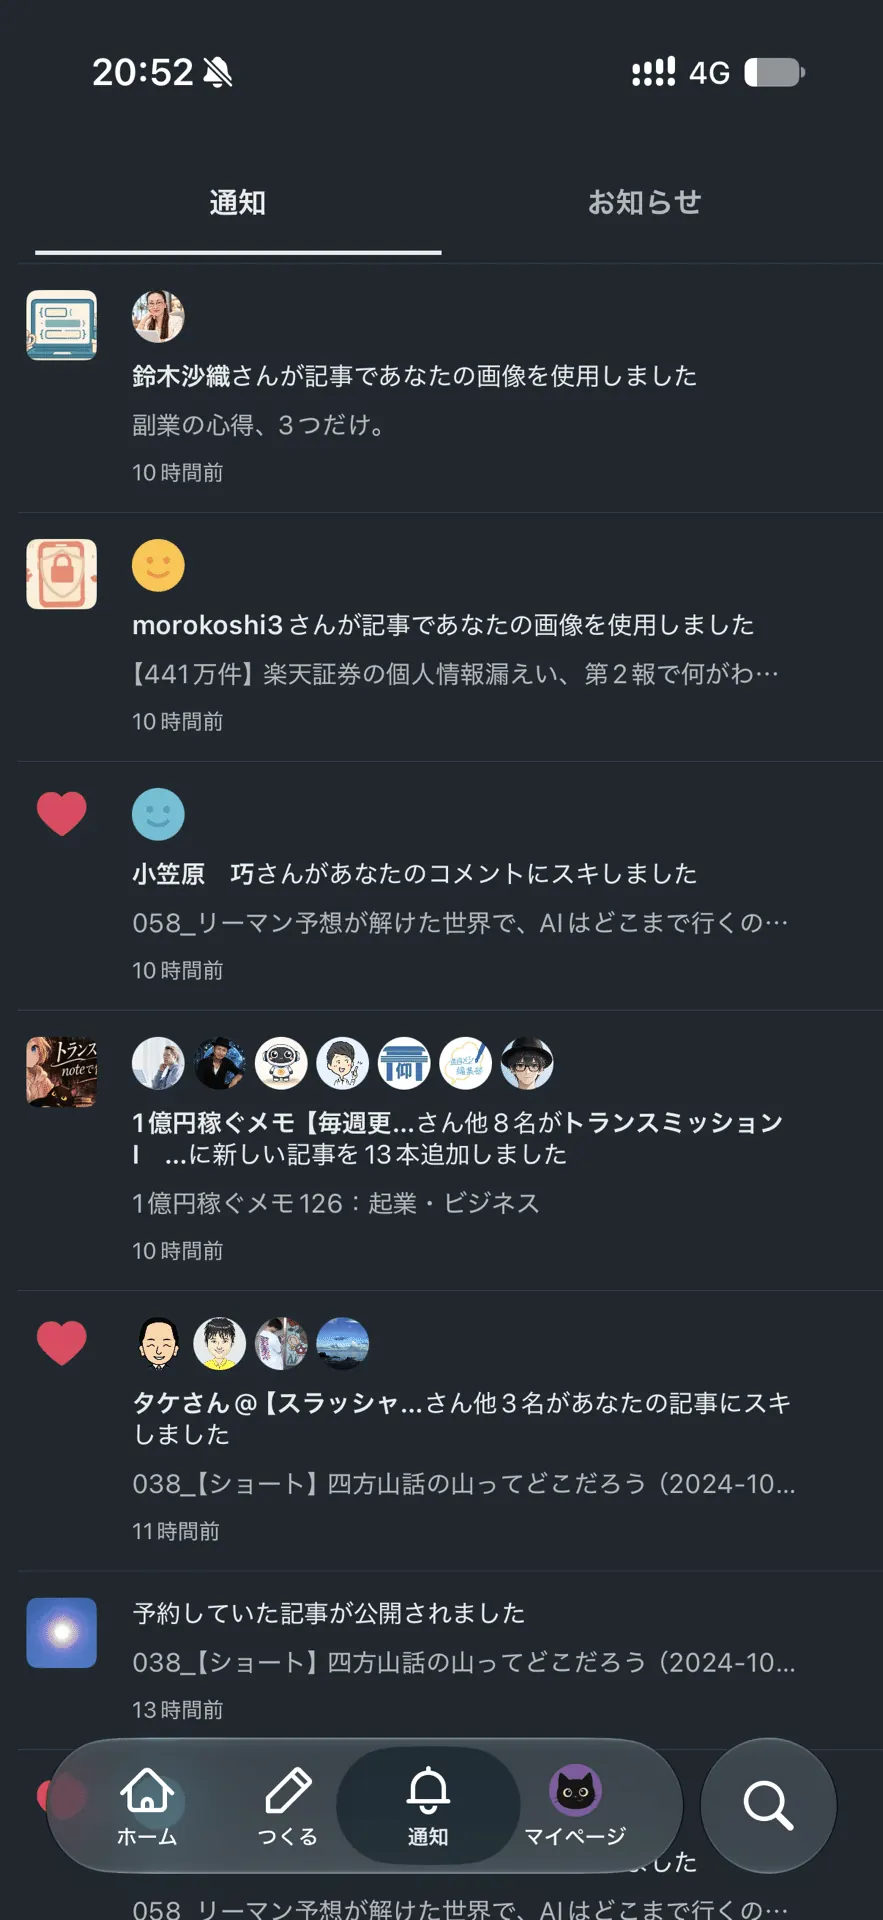 20:52
4G
通知
お知らせ
鈴木沙織さんが記事であなたの画像を使用しました
副業の心得、3つだけ。
10時間前
morokoshi3さんが記事であなたの画像を使用しました
【441万件】楽天証券の個人情報漏えい、第2報で何がわ…
10時間前
小笠原　巧さんがあなたのコメントにスキしました
058_リーマン予想が解けた世界で、AIはどこまで行くの…
10時間前
トランス
noteで
仰
編集部
1億円稼ぐメモ【毎週更...さん他8名がトランスミッション
I　...に新しい記事を13本追加しました
1億円稼ぐメモ126：起業・ビジネス
10時間前
タケさん@【スラッシャ...さん他3名があなたの記事にスキ
しました
038_【ショート】四方山話の山ってどこだろう（2024-10...
11時間前
予約していた記事が公開されました
038_【ショート】四方山話の山ってどこだろう（2024-10...
13時間前
ホーム
つくる
通知
マイページ
ました
058_リーマン予想が解けた世界で、AIはどこまで行くの…